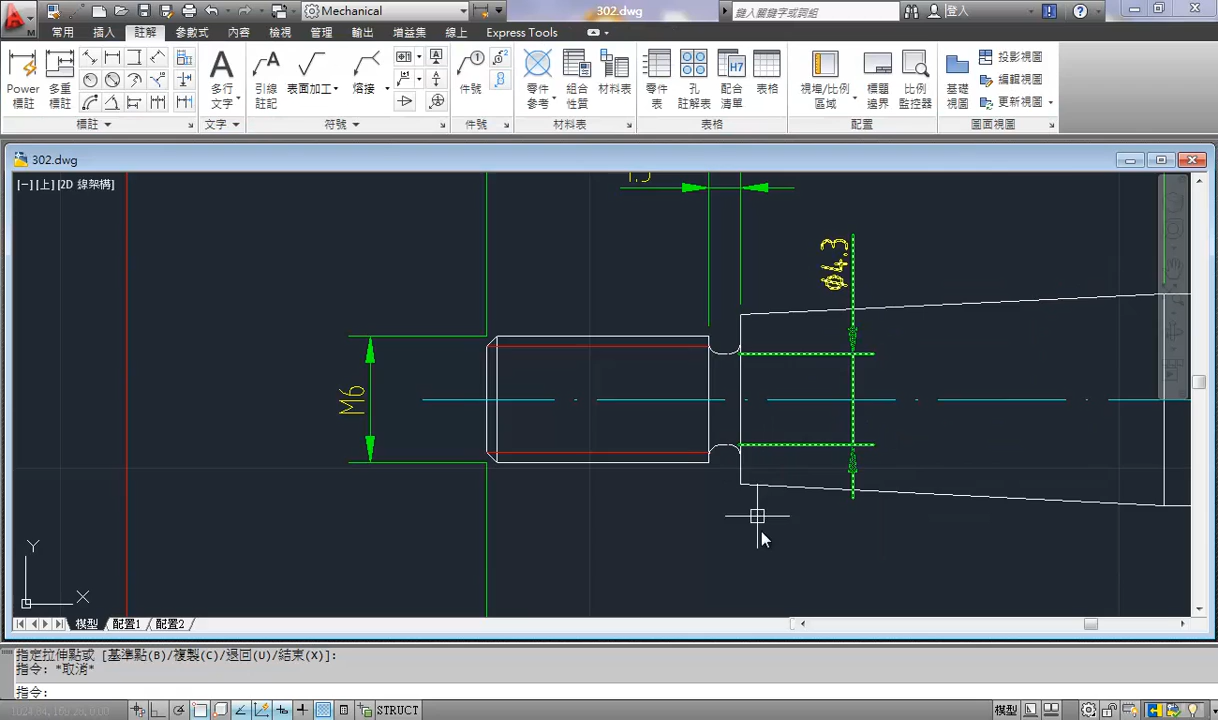 Mechanical
302.dwg
鍵入關鍵字或詞組
登入
常用 插入 註解 參數式 內容 檢視 管理 輸出 增益集 線上 Express Tools
Power 標註
多重 標註
多行 文字
引線 註記
表面加工
熔接
件號
零件 參考
組合 性質
材料表
零件 表
孔 註解表
H7
配合 清單
表格
視埠/比例 區域
標題 邊界
比例 監控器
基礎 視圖
投影視圖
編輯視圖
更新視圖
標註 文字 符號 件號 材料表 表格 配置 圖面視圖
302.dwg
[−][上][2D 線架構]
φ4.3
M6
Y
X
模型 配置1 配置2
指定拉伸點或 [基準點(B)/複製(C)/退回(U)/結束(X)]:
指令: *取消*
指令:
STRUCT
模型